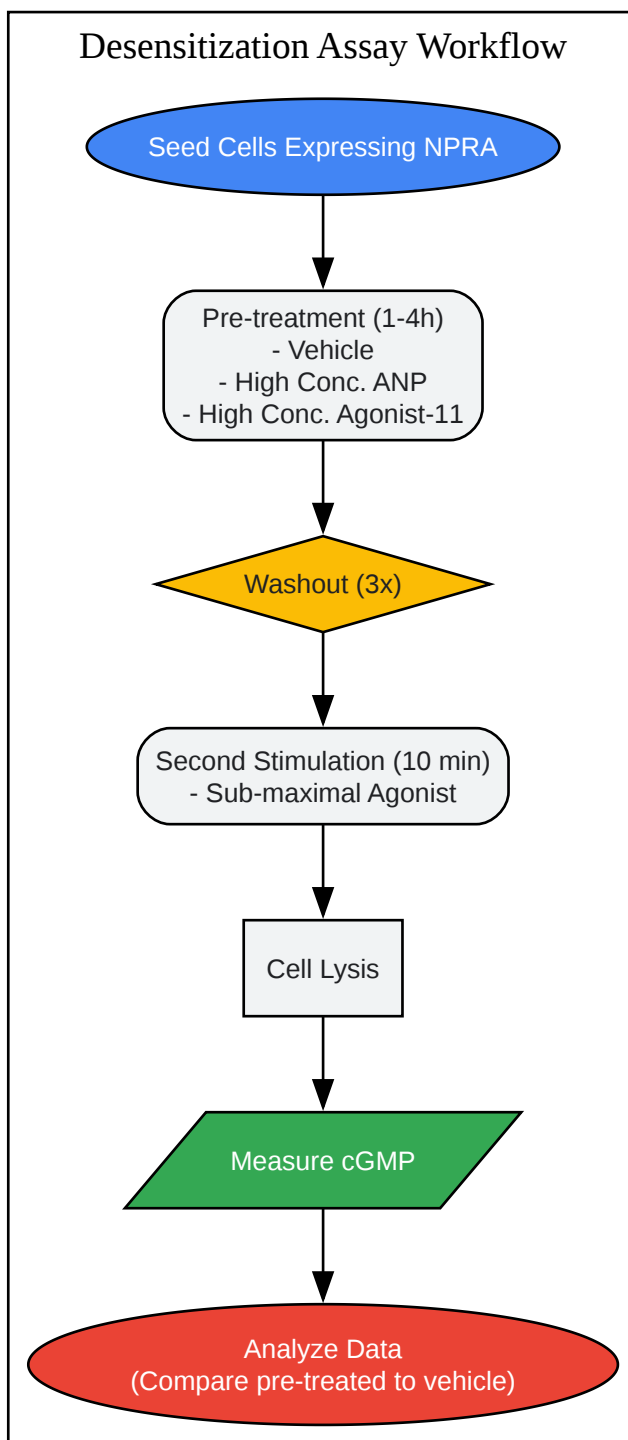 Desensitization Assay Workflow
Seed Cells Expressing NPRA
Pre-treatment (1-4h)
- Vehicle
- High Conc. ANP
- High Conc. Agonist-11
Washout (3x)
Second Stimulation (10 min)
- Sub-maximal Agonist
Cell Lysis
Measure cGMP
Analyze Data
(Compare pre-treated to vehicle)